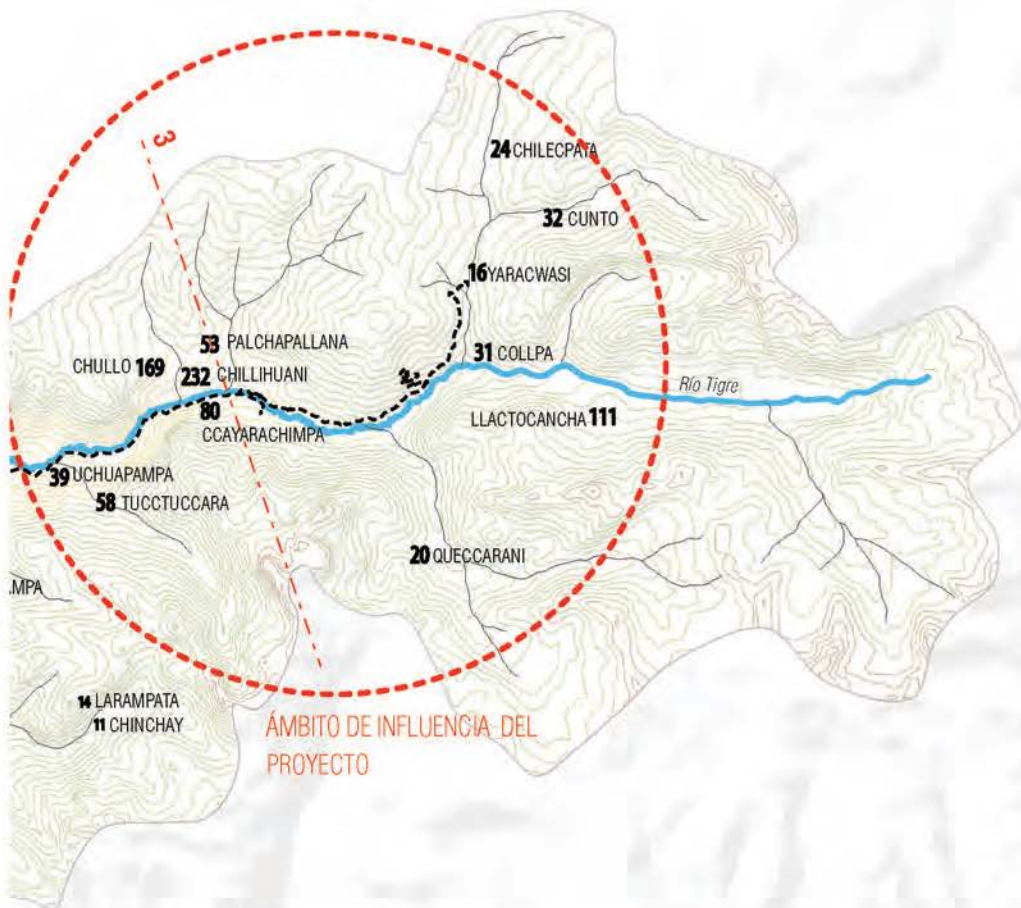 3
24 CHILECPATA
32 CUNTO
16 YARACWASI
53 PALCHAPALLANA
CHULLO 169
232 CHILLIHUANI
31 COLLPA
Río Tigre
80
CCAYARACHIMPA
LLACTOCANCHA 111
39 UCHUAPAMPA
58 TUCCTUCCARA
20 QUECCARANI
.MPA
14 LARAMPATA
11 CHINCHAY
ÁMBITO DE INFLUENCIA DEL
PROYECTO